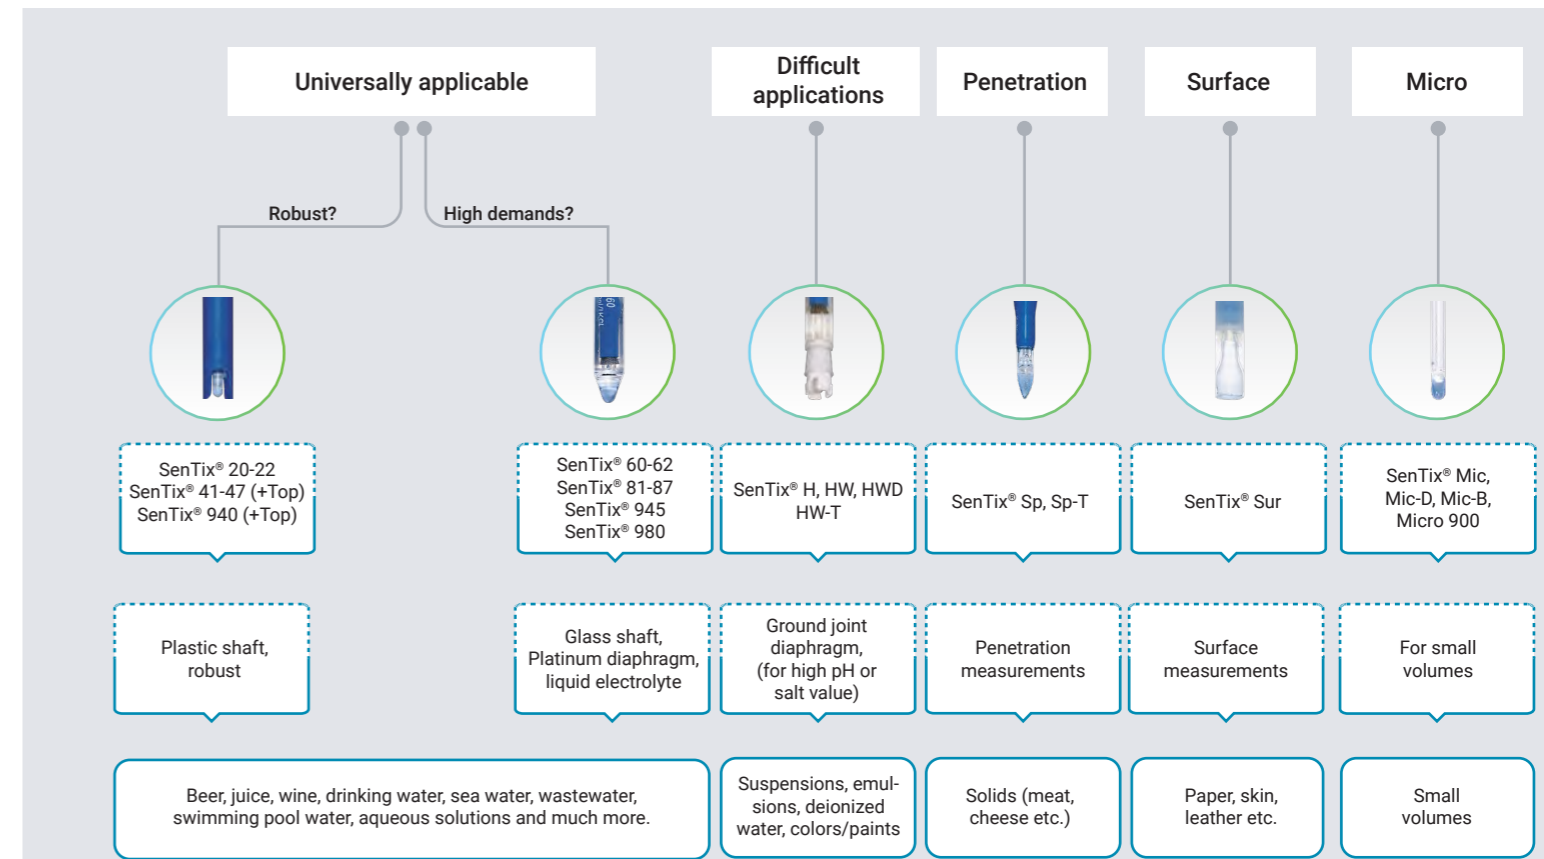 Universally applicable
Difficult
applications
Penetration
Surface
Micro
Robust?
High demands?
SenTix® 20-22
SenTix® 41-47 (+Top)
SenTix® 940 (+Top)
SenTix® 60-62
SenTix® 81-87
SenTix® 945
SenTix® 980
SenTix® H, HW, HWD
HW-T
SenTix® Sp, Sp-T
SenTix® Sur
SenTix® Mic,
Mic-D, Mic-B,
Micro 900
Plastic shaft,
robust
Glass shaft,
Platinum diaphragm,
liquid electrolyte
Ground joint
diaphragm,
(for high pH or
salt value)
Penetration
measurements
Surface
measurements
For small
volumes
Beer, juice, wine, drinking water, sea water, wastewater,
swimming pool water, aqueous solutions and much more.
Suspensions, emul-
sions, deionized
water, colors/paints
Solids (meat,
cheese etc.)
Paper, skin,
leather etc.
Small
volumes